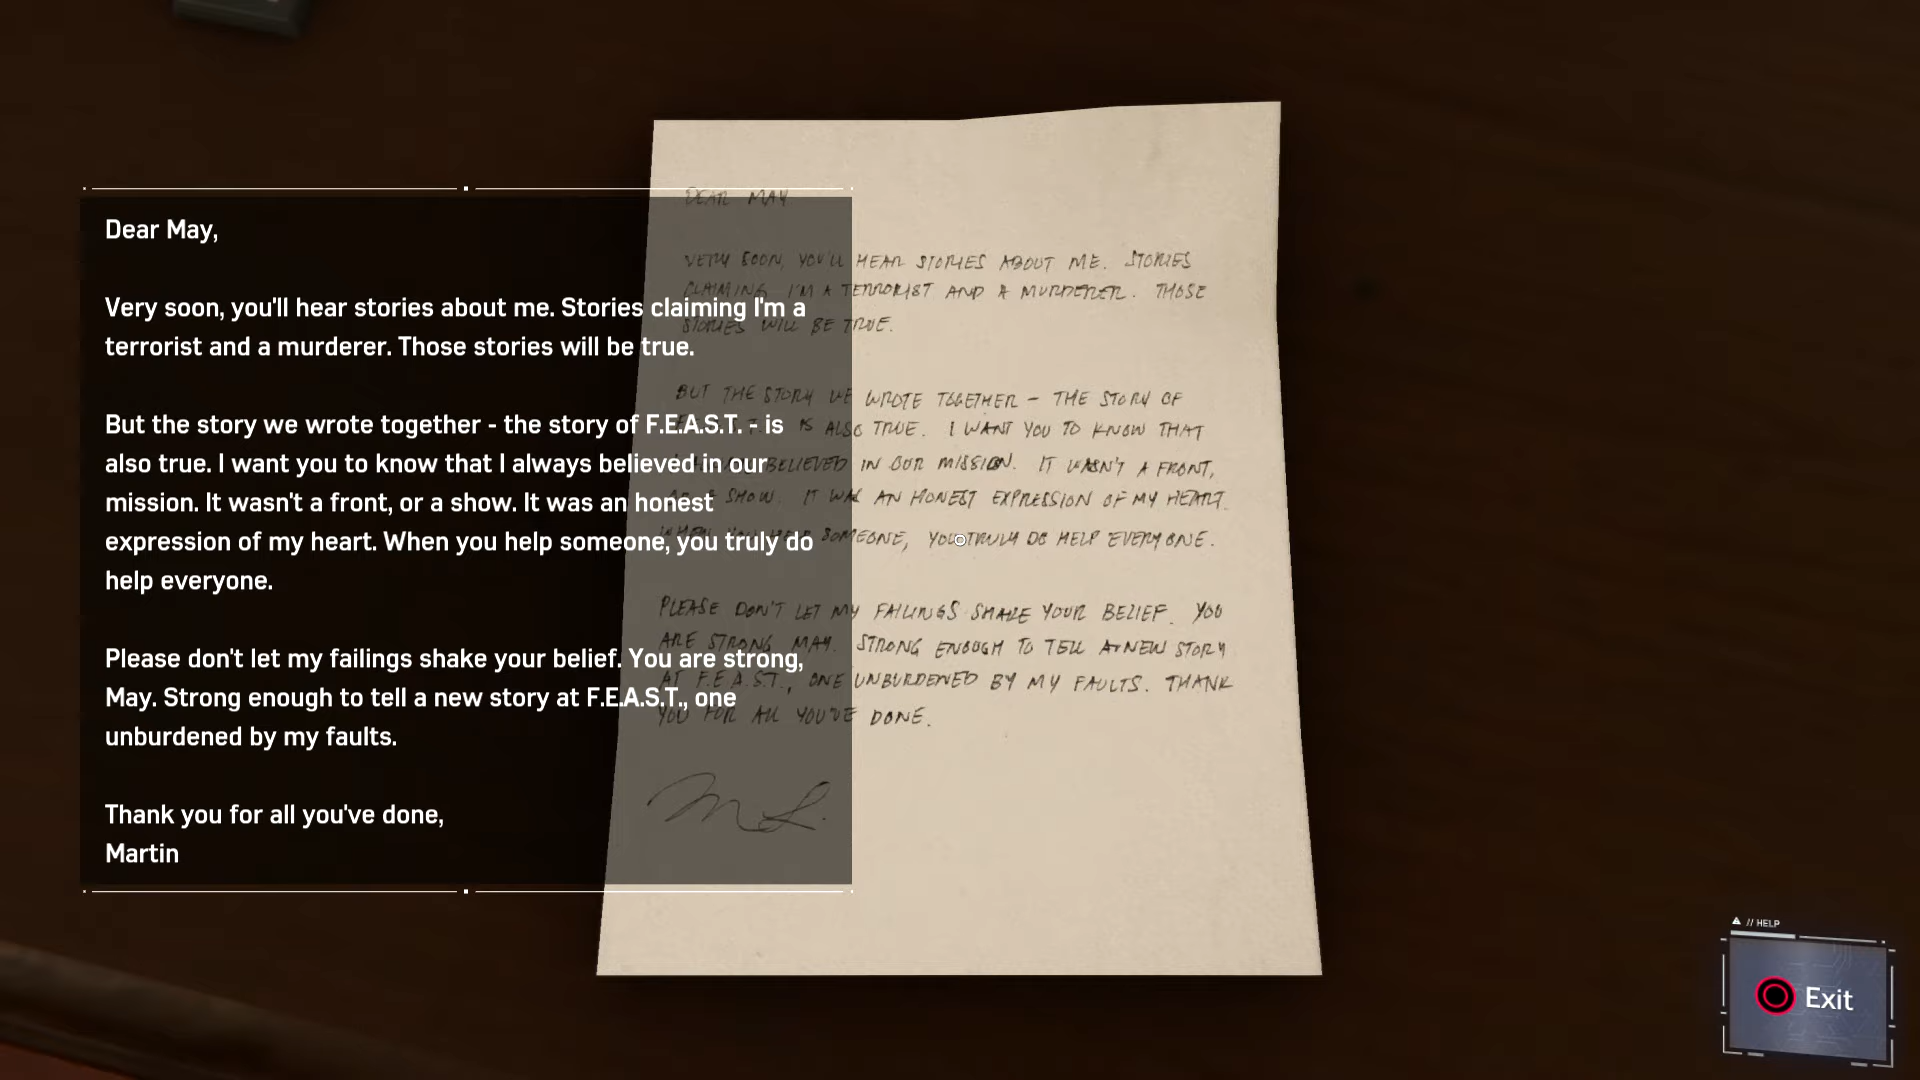 Dear May,
Very soon, you'll hear stories about me. Stories claiming I'm a
terrorist and a murderer. Those stories will be true.
But the story we wrote together - the story of F.E.A.S.T. - is
also true. I want you to know that I always believed in our
mission. It wasn't a front, or a show. It was an honest
expression of my heart. When you help someone, you truly do
help everyone.
Please don't let my failings shake your belief. You are strong,
May. Strong enough to tell a new story at F.E.A.S.T., one
unburdened by my faults.
Thank you for all you've done,
Martin
DEAR MAY
VERY SOON, YOU'LL HEAR STORIES ABOUT ME. STORIES
CLAIMING I'M A TERRORIST AND A MURDERER. THOSE
STORIES WILL BE TRUE.
BUT THE STORY WE WROTE TOGETHER - THE STORY OF
IS ALSO TRUE. I WANT YOU TO KNOW THAT
BELIEVED IN OUR MISSION. IT WASN'T A FRONT,
SHOW. IT WAS AN HONEST EXPRESSION OF MY HEART.
SOMEONE, YOU TRULY DO HELP EVERYONE.
PLEASE DON'T LET MY FAILINGS SHAKE YOUR BELIEF. YOU
ARE STRONG MAY. STRONG ENOUGH TO TELL A NEW STORY
AT F.E.A.S.T., ONE UNBURDENED BY MY FAULTS. THANK
YOU FOR ALL YOU'VE DONE.
// HELP
Exit